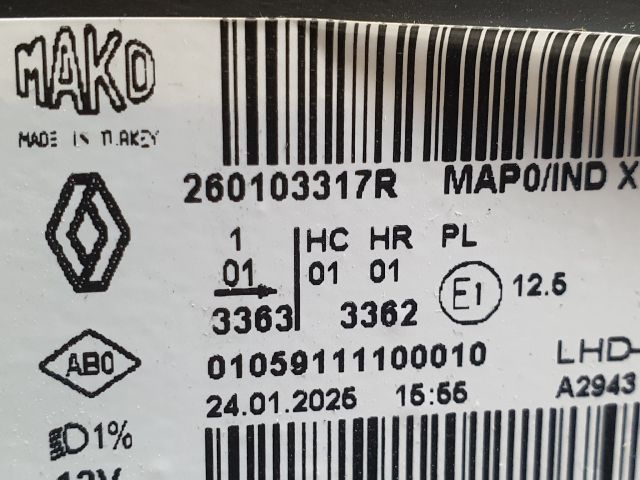 MAKO
MADE IN TURKEY
260103317R MAP0/IND X
1 HC HR PL
01 01 01
3363 3362 E1 12.5
ABO 01059111100010 LHD-
24.01.2025 15:55 A2943
D1%
12V